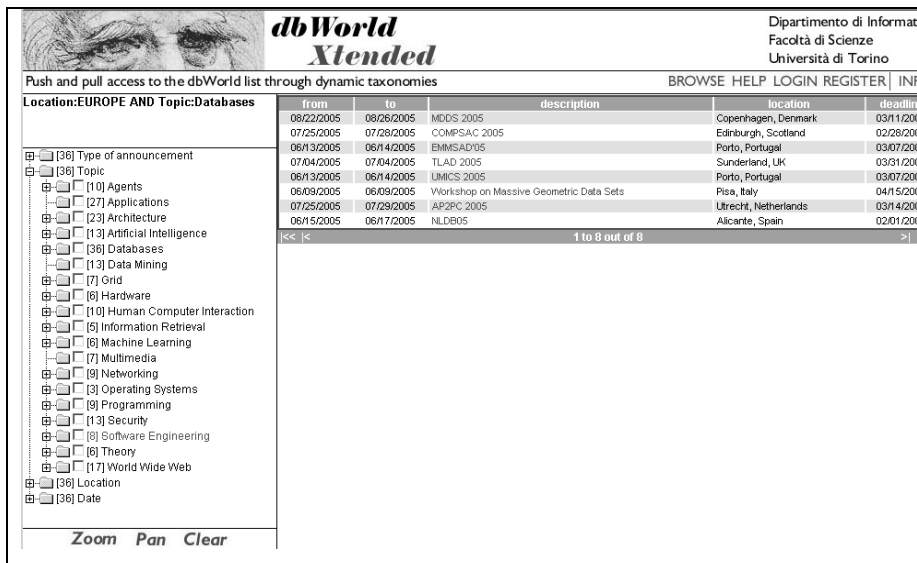 dbWorld
Xtended
Dipartimento di Informat
Facoltà di Scienze
Università di Torino
Push and pull access to the dbWorld list through dynamic taxonomies
BROWSE HELP LOGIN REGISTER| INF
Location:EUROPE AND Topic:Databases
[36] Type of announcement
[36] Topic
[10] Agents
[27] Applications
[23] Architecture
[13] Artificial Intelligence
[36] Databases
[13] Data Mining
[7] Grid
[6] Hardware
[10] Human Computer Interaction
[5] Information Retrieval
[6] Machine Learning
[7] Multimedia
[9] Networking
[3] Operating Systems
[9] Programming
[13] Security
[8] Software Engineering
[6] Theory
[17] World Wide Web
[36] Location
[36] Date
Zoom Pan Clear
from to description location deadlin
08/22/2005 08/26/2005 MDDS 2005 Copenhagen, Denmark 03/11/200
07/25/2005 07/28/2005 COMPSAC 2005 Edinburgh, Scotland 02/28/200
06/13/2005 06/14/2005 EMMSAD'05 Porto, Portugal 03/07/200
07/04/2005 07/04/2005 TLAD 2005 Sunderland, UK 03/31/200
06/13/2005 06/14/2005 UMICS 2005 Porto, Portugal 03/07/200
06/09/2005 06/09/2005 Workshop on Massive Geometric Data Sets Pisa, Italy 04/15/200
07/25/2005 07/29/2005 AP2PC 2005 Utrecht, Netherlands 03/14/200
06/15/2005 06/17/2005 NLDB05 Alicante, Spain 02/01/200
|<< |< 1 to 8 out of 8 >|